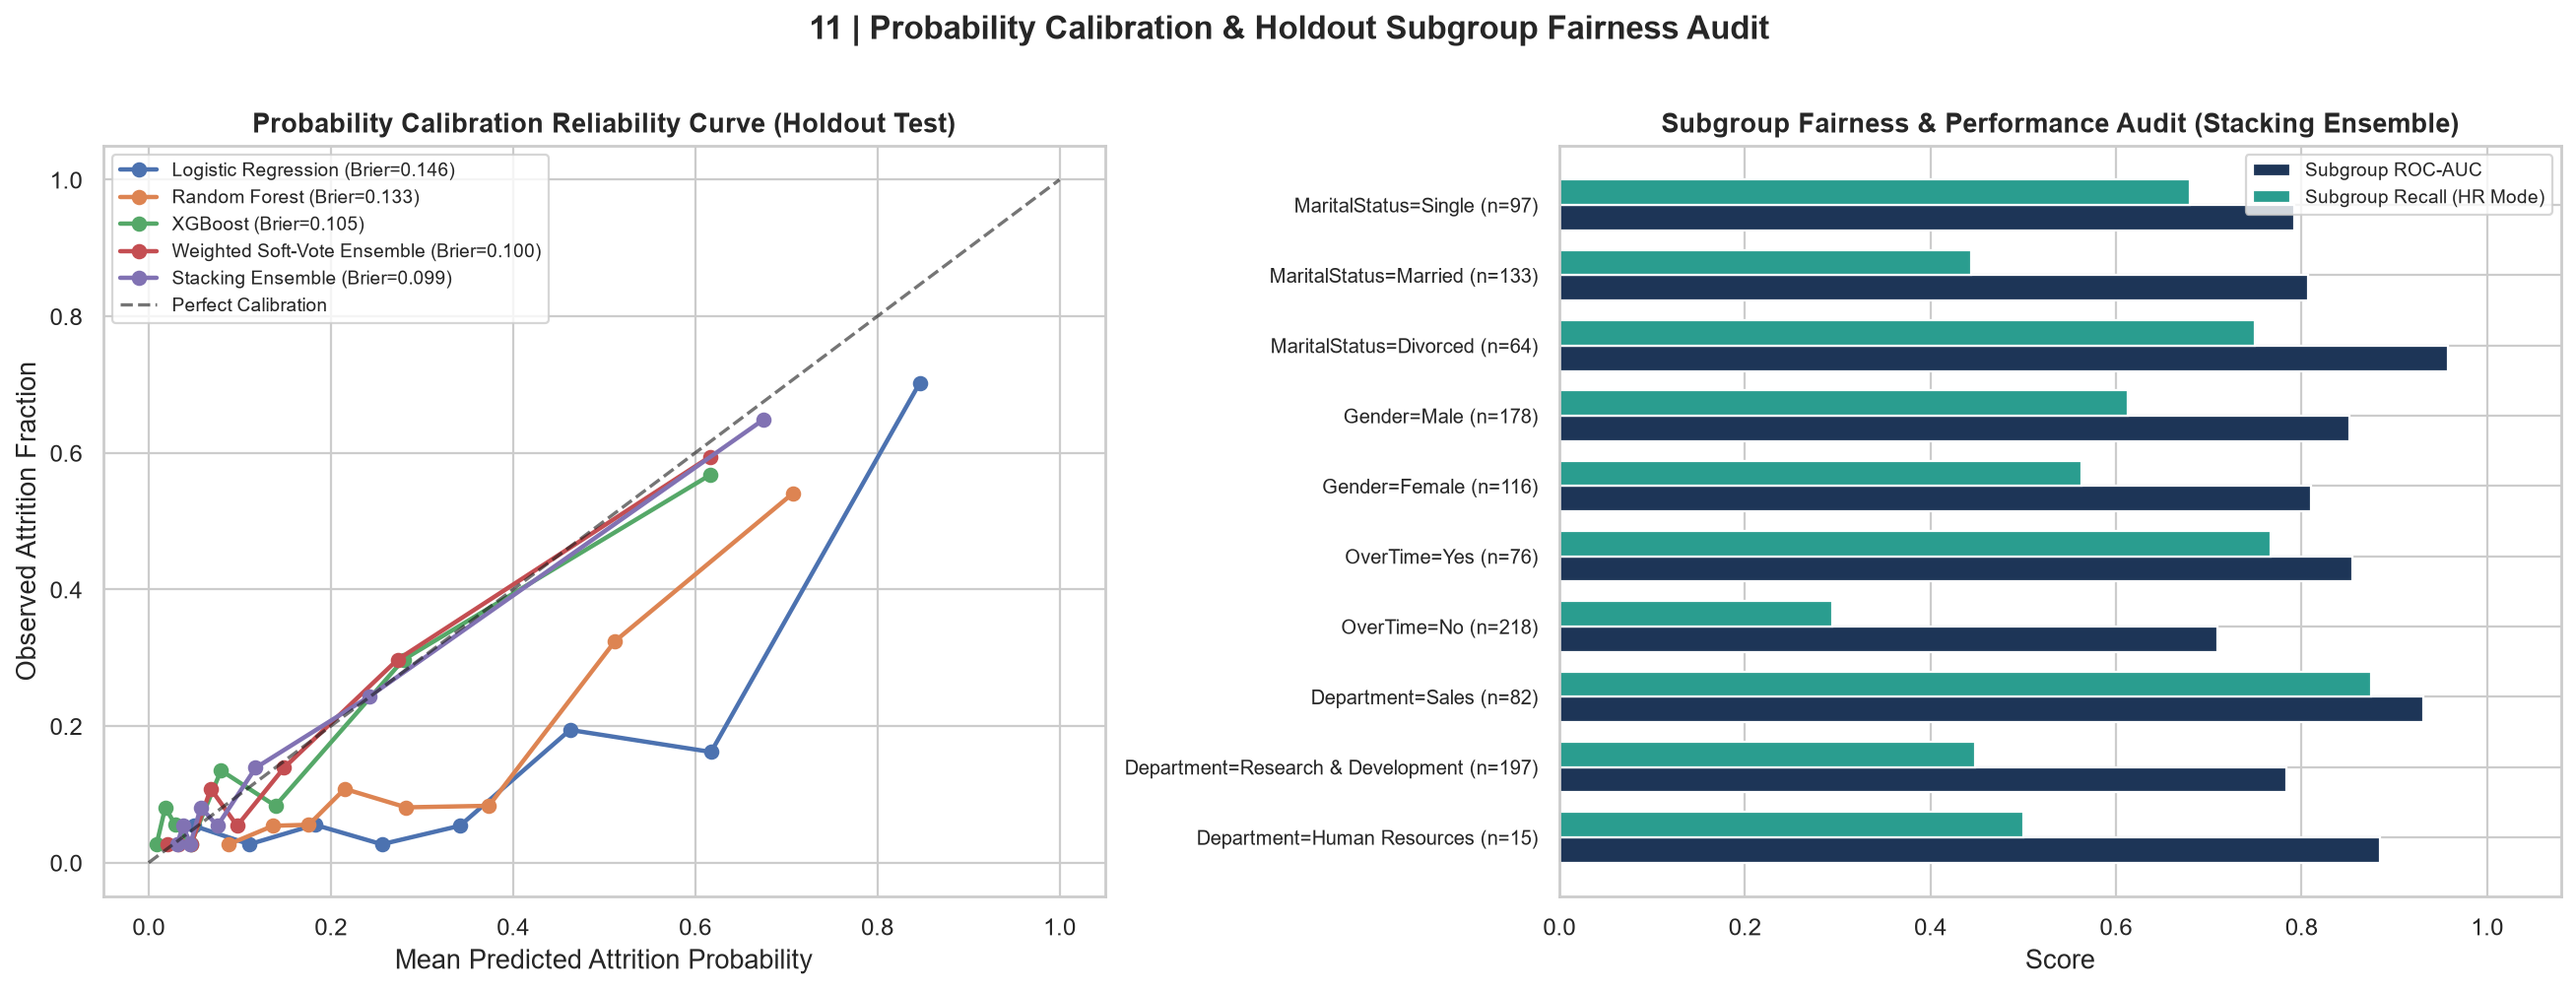 11 | Probability Calibration & Holdout Subgroup Fairness Audit
Probability Calibration Reliability Curve (Holdout Test)
Logistic Regression (Brier=0.146)
Random Forest (Brier=0.133)
XGBoost (Brier=0.105)
Weighted Soft-Vote Ensemble (Brier=0.100)
Stacking Ensemble (Brier=0.099)
Perfect Calibration
Observed Attrition Fraction
1.0
0.8
0.6
0.4
0.2
0.0
0.0 0.2 0.4 0.6 0.8 1.0
Mean Predicted Attrition Probability
Subgroup Fairness & Performance Audit (Stacking Ensemble)
Subgroup ROC-AUC
Subgroup Recall (HR Mode)
MaritalStatus=Single (n=97)
MaritalStatus=Married (n=133)
MaritalStatus=Divorced (n=64)
Gender=Male (n=178)
Gender=Female (n=116)
OverTime=Yes (n=76)
OverTime=No (n=218)
Department=Sales (n=82)
Department=Research & Development (n=197)
Department=Human Resources (n=15)
0.0 0.2 0.4 0.6 0.8 1.0
Score